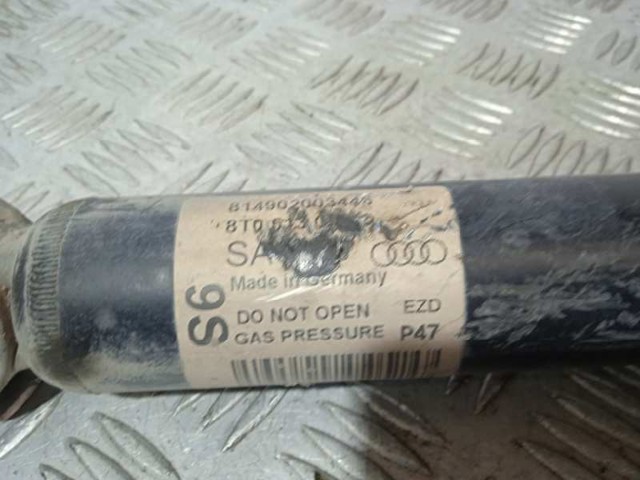 814902003444
8T0
Made in Germany
S6
DO NOT OPEN EZD
GAS PRESSURE P47